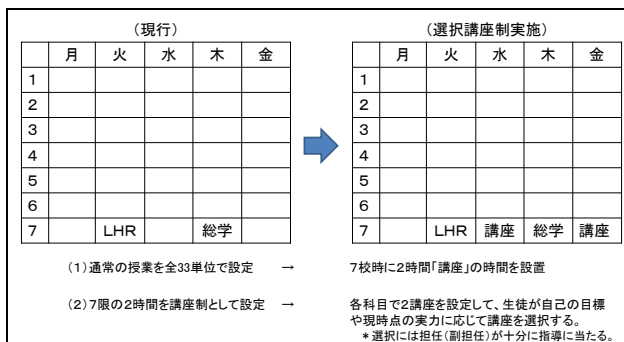 (現行)
月 火 水 木 金
1
2
3
4
5
6
7 LHR 総学
(選択講座制実施)
月 火 水 木 金
1
2
3
4
5
6
7 LHR 講座 総学 講座
(1)通常の授業を全33単位で設定 → 7校時に2時間「講座」の時間を設置
(2)7限の2時間を講座制として設定 → 各科目で2講座を設定して、生徒が自己の目標
や現時点の実力に応じて講座を選択する。
*選択には担任(副担任)が十分に指導に当たる。